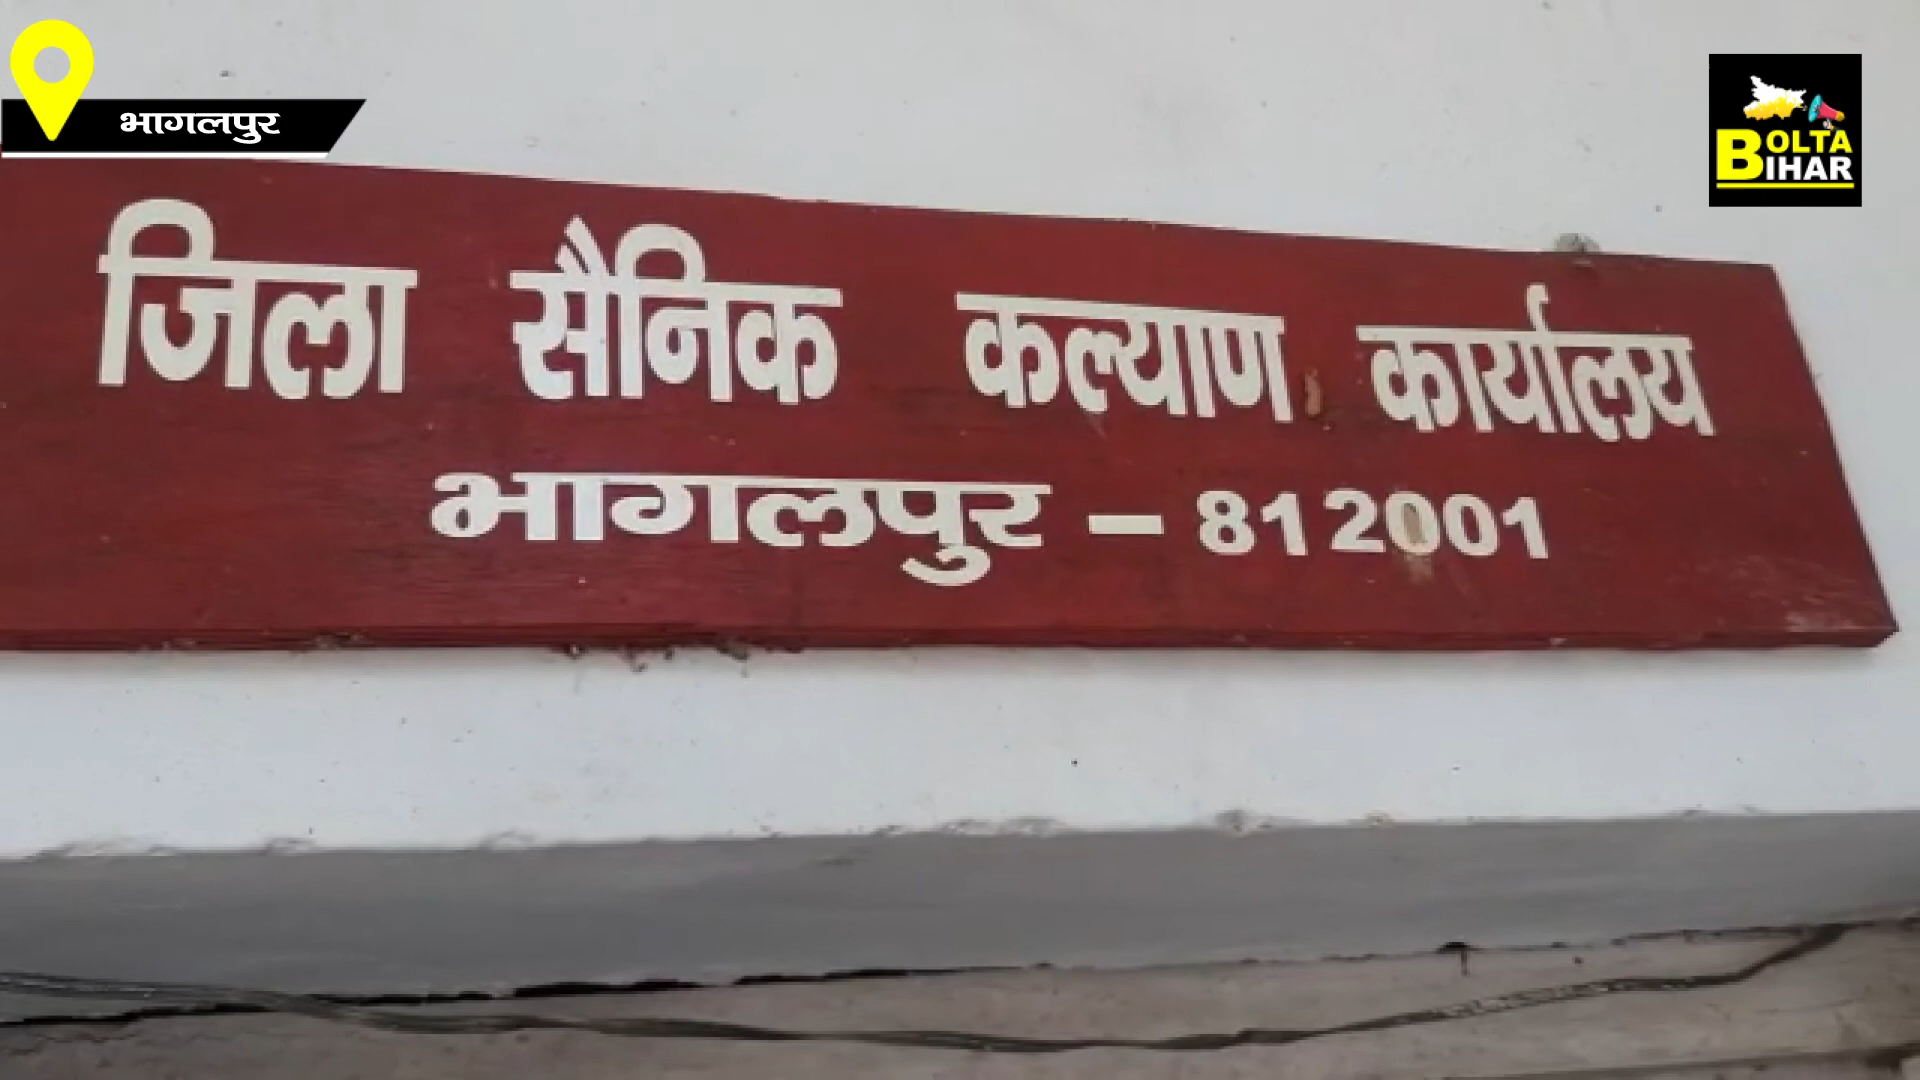 भागलपुर
BOLTA
BIHAR
जिला सैनिक कल्याण कार्यालय
भागलपुर – 812001